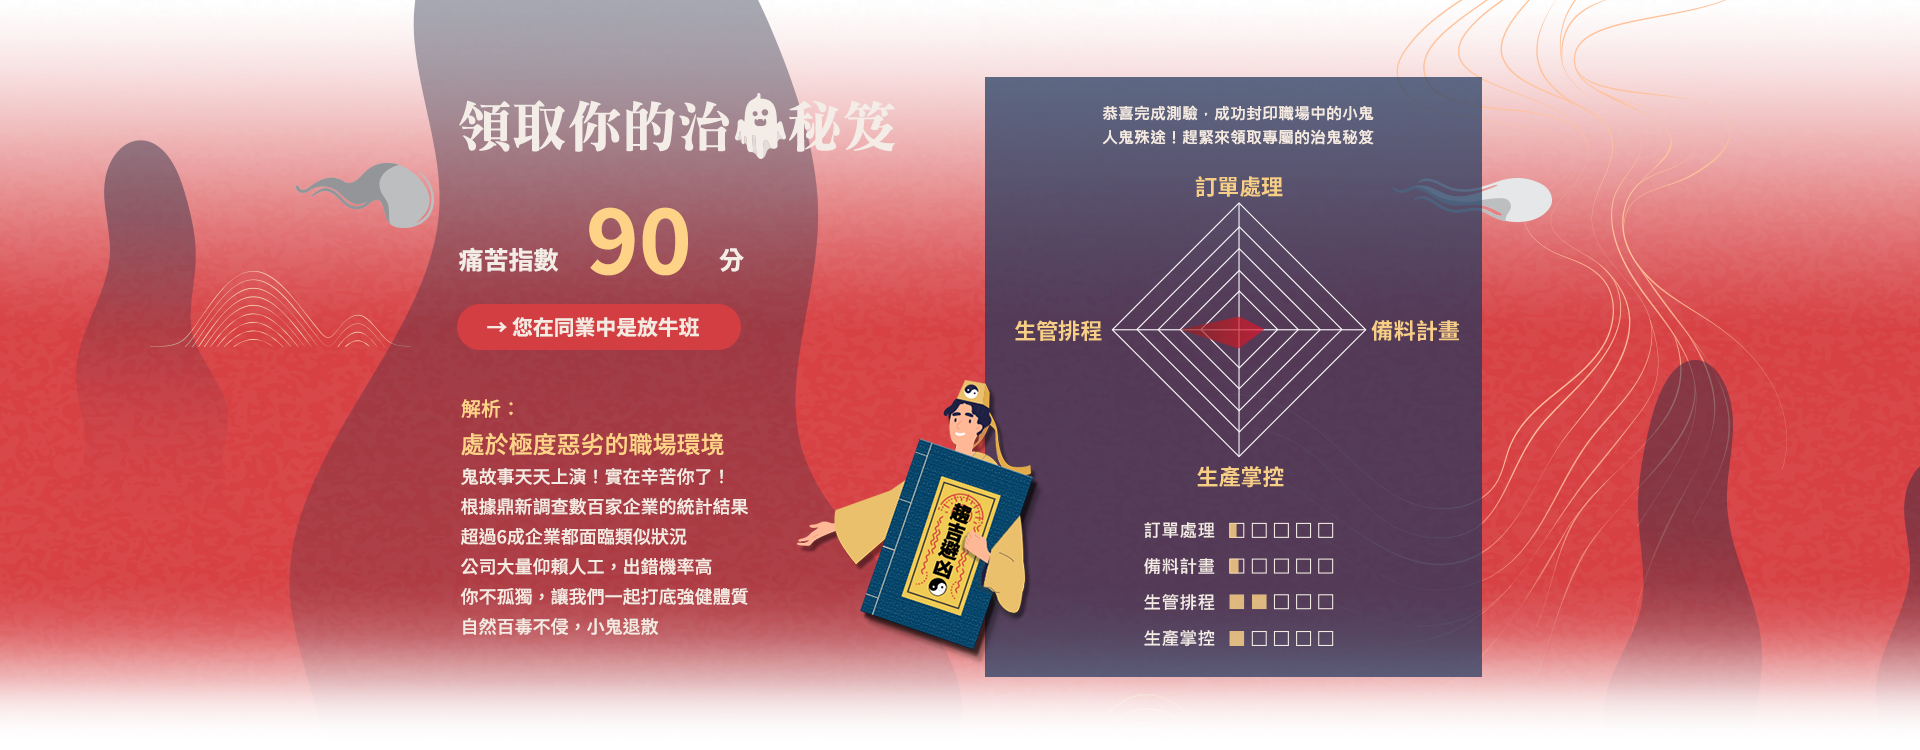 領取你的治 秘笈
痛苦指數 90 分
→ 您在同業中是放牛班
解析：
處於極度惡劣的職場環境
鬼故事天天上演！實在辛苦你了！
根據鼎新調查數百家企業的統計結果
超過6成企業都面臨類似狀況
公司大量仰賴人工，出錯機率高
你不孤獨，讓我們一起打底強健體質
自然百毒不侵，小鬼退散
趨吉避凶
恭喜完成測驗．成功封印職場中的小鬼
人鬼殊途！趕緊來領取專屬的治鬼秘笈
訂單處理
生管排程
備料計畫
生產掌控
訂單處理
備料計畫
生管排程
生產掌控